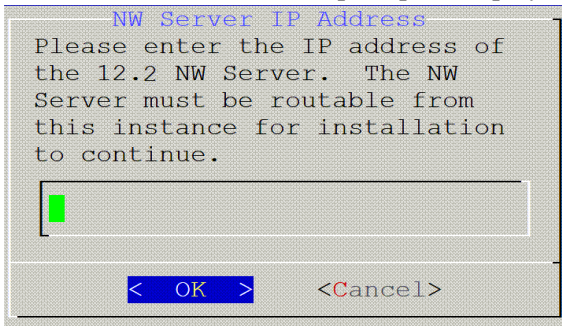 NW Server IP Address
Please enter the IP address of
the 12.2 NW Server. The NW
Server must be routable from
this instance for installation
to continue.
< OK > <Cancel>